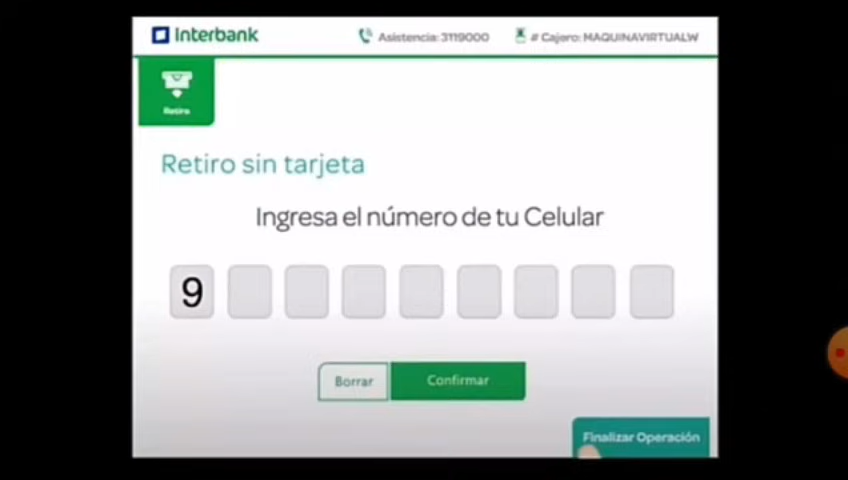 Interbank
Asistencia: 3119000
# Cajero: MAQUINAVIRTUALW
Retiro
Retiro sin tarjeta
Ingresa el número de tu Celular
9
Borrar
Confirmar
Finalizar Operación